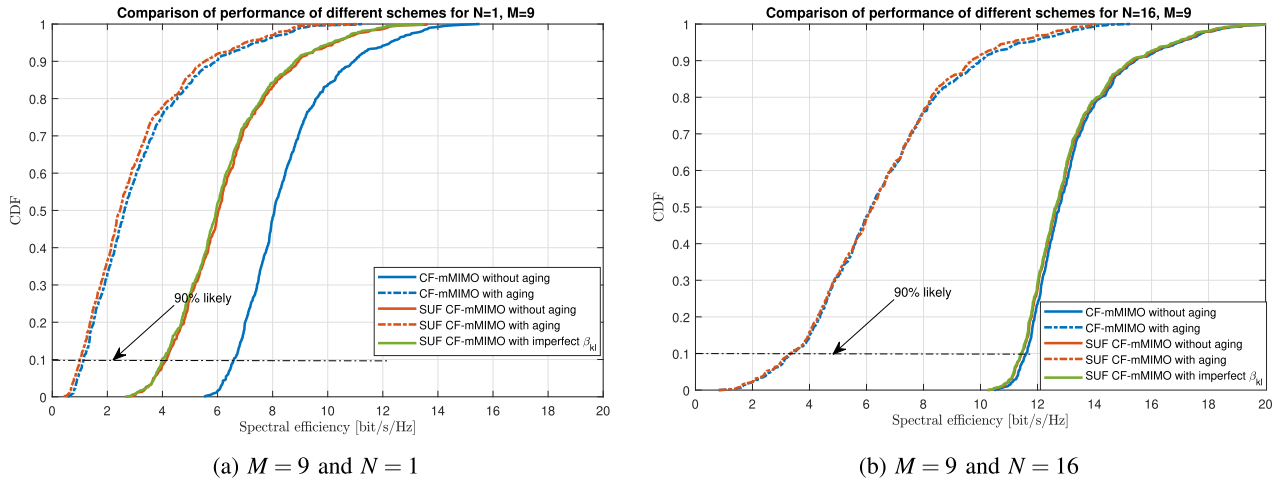 Comparison of performance of different schemes for N=1, M=9
1
0.9
0.8
0.7
0.6
0.5
0.4
0.3
0.2
0.1
0
CDF
90% likely
CF-mMIMO without aging
CF-mMIMO with aging
SUF CF-mMIMO without aging
SUF CF-mMIMO with aging
SUF CF-mMIMO with imperfect βkl
0 2 4 6 8 10 12 14 16 18 20
Spectral efficiency [bit/s/Hz]
(a) M = 9 and N = 1
Comparison of performance of different schemes for N=16, M=9
1
0.9
0.8
0.7
0.6
0.5
0.4
0.3
0.2
0.1
0
CDF
90% likely
CF-mMIMO without aging
CF-mMIMO with aging
SUF CF-mMIMO without aging
SUF CF-mMIMO with aging
SUF CF-mMIMO with imperfect βkl
0 2 4 6 8 10 12 14 16 18 20
Spectral efficiency [bit/s/Hz]
(b) M = 9 and N = 16